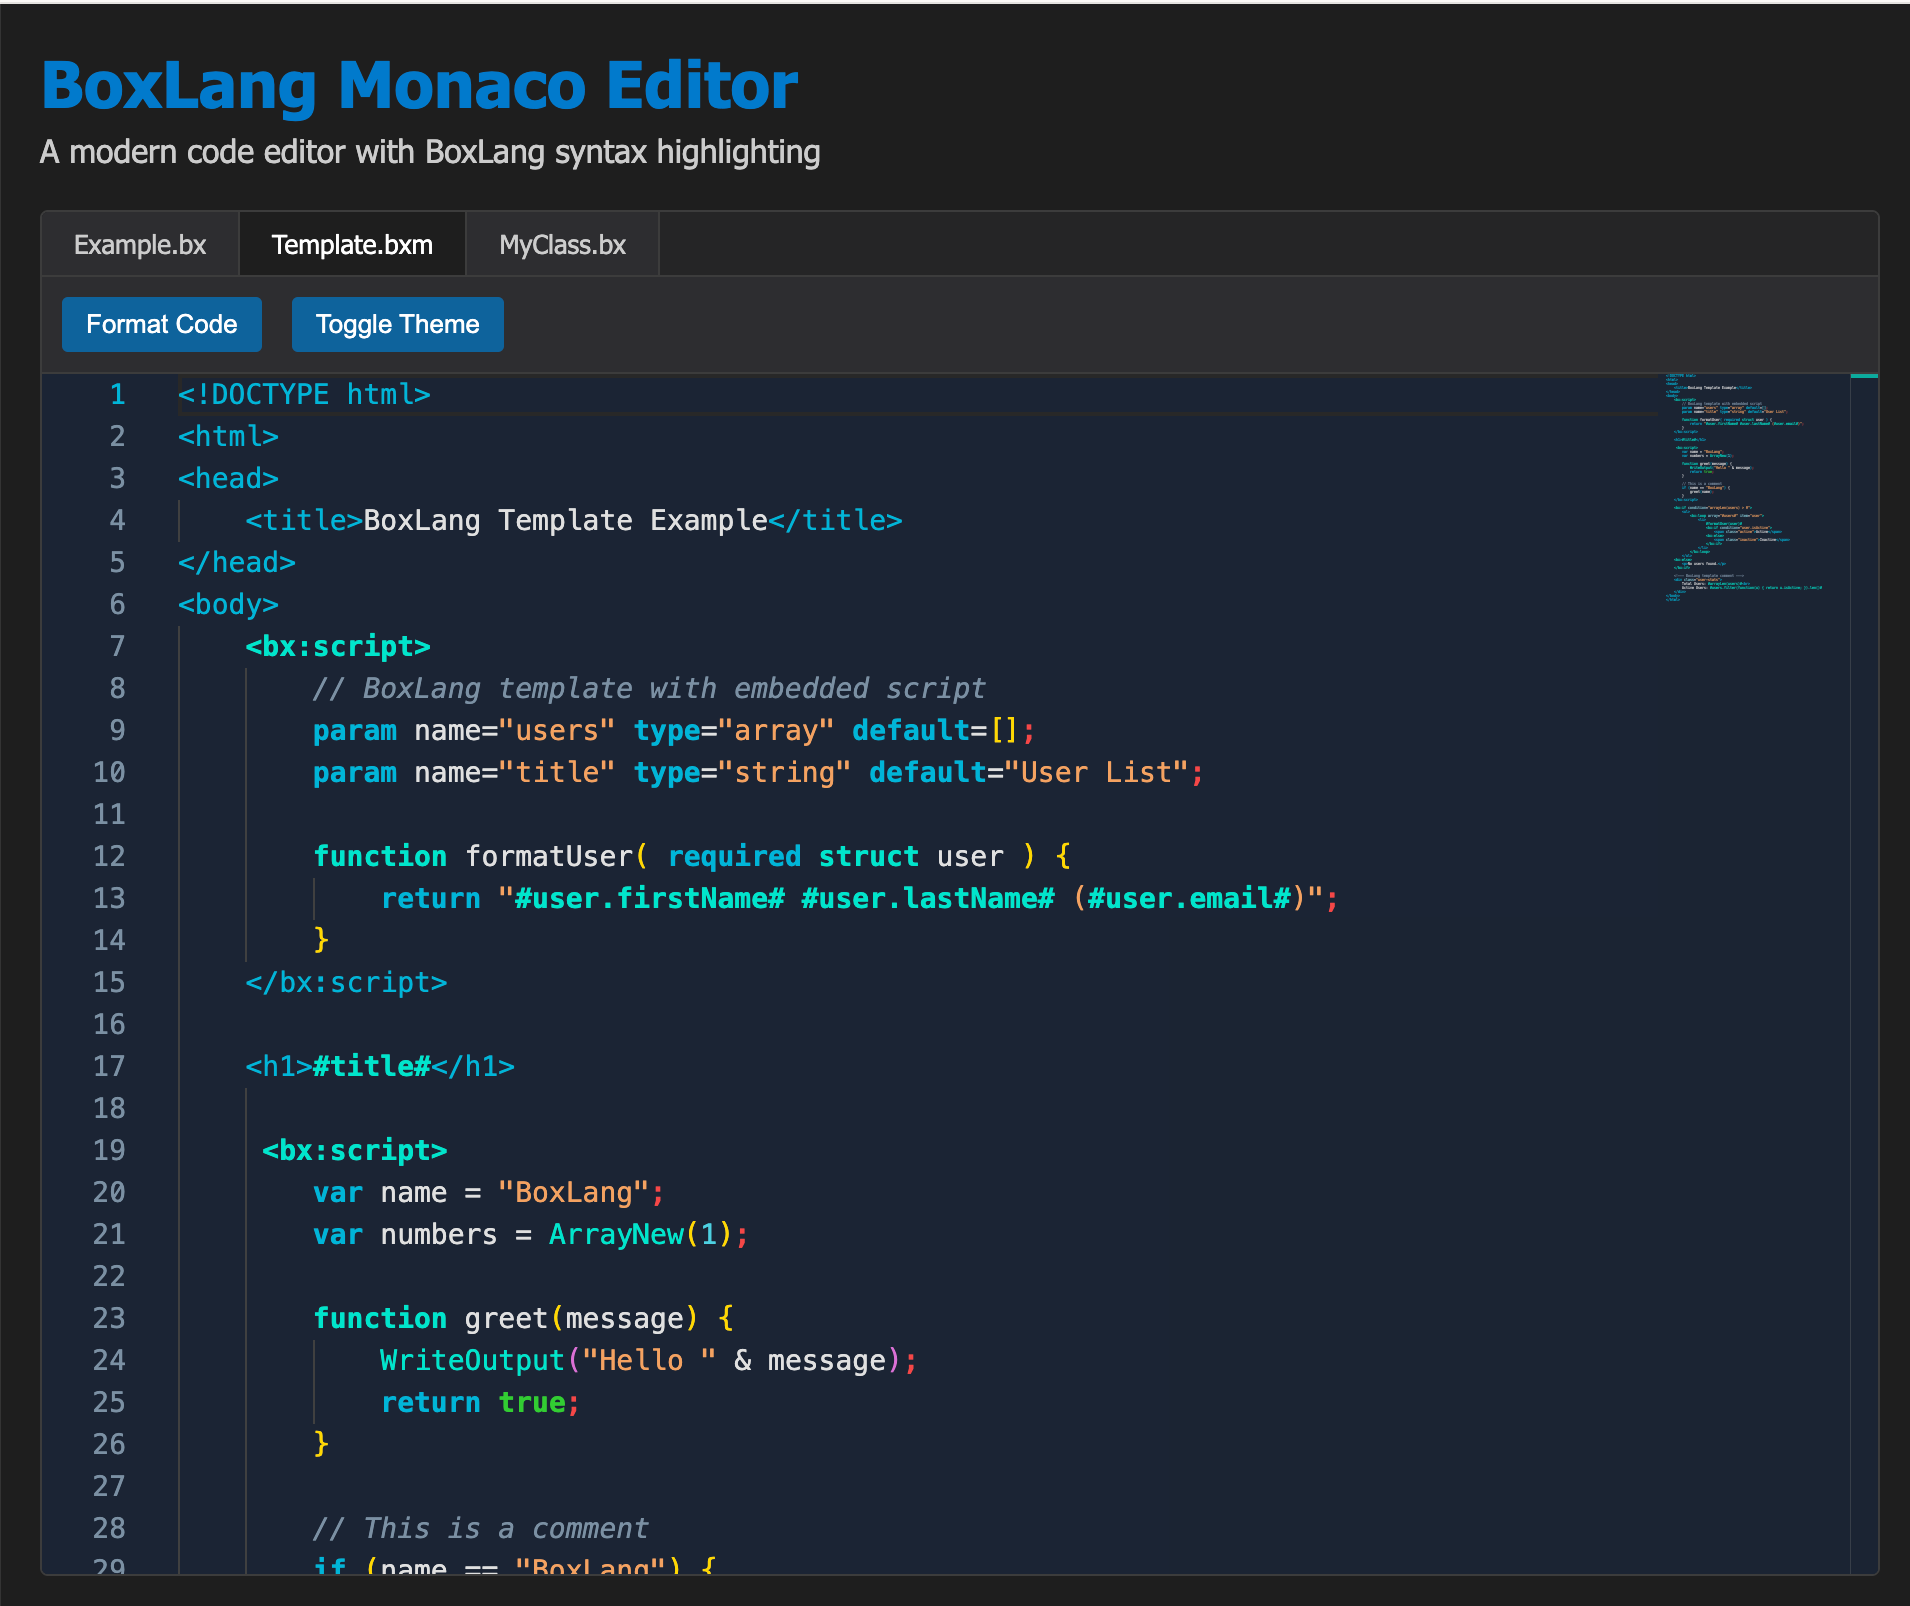 BoxLang Monaco Editor
A modern code editor with BoxLang syntax highlighting
Example.bx Template.bxm MyClass.bx
Format Code Toggle Theme
1 <!DOCTYPE html>
2 <html>
3 <head>
4 <title>BoxLang Template Example</title>
5 </head>
6 <body>
7 <bx:script>
8 // BoxLang template with embedded script
9 param name="users" type="array" default=[];
10 param name="title" type="string" default="User List";
11
12 function formatUser( required struct user ) {
13 return "#user.firstName# #user.lastName# (#user.email#)";
14 }
15 </bx:script>
16
17 <h1>#title#</h1>
18
19 <bx:script>
20 var name = "BoxLang";
21 var numbers = ArrayNew(1);
22
23 function greet(message) {
24 WriteOutput("Hello " & message);
25 return true;
26 }
27
28 // This is a comment
29 if (name == "BoxLang") {